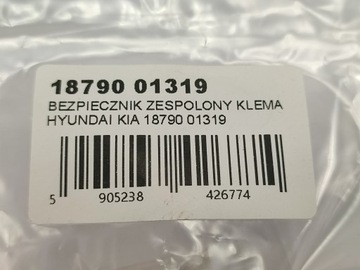 18790 01319
BEZPIECZNIK ZESPOLONY KLEMA
HYUNDAI KIA 18790 01319
5 905238 426774